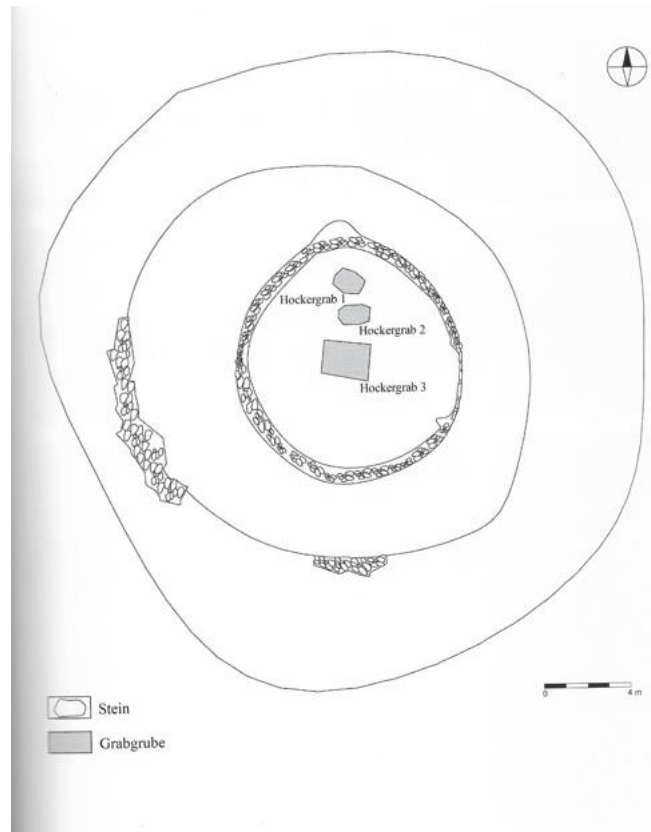 Hockergrab 1
Hockergrab 2
Hockergrab 3
0 4 m
Stein
Grabgrube